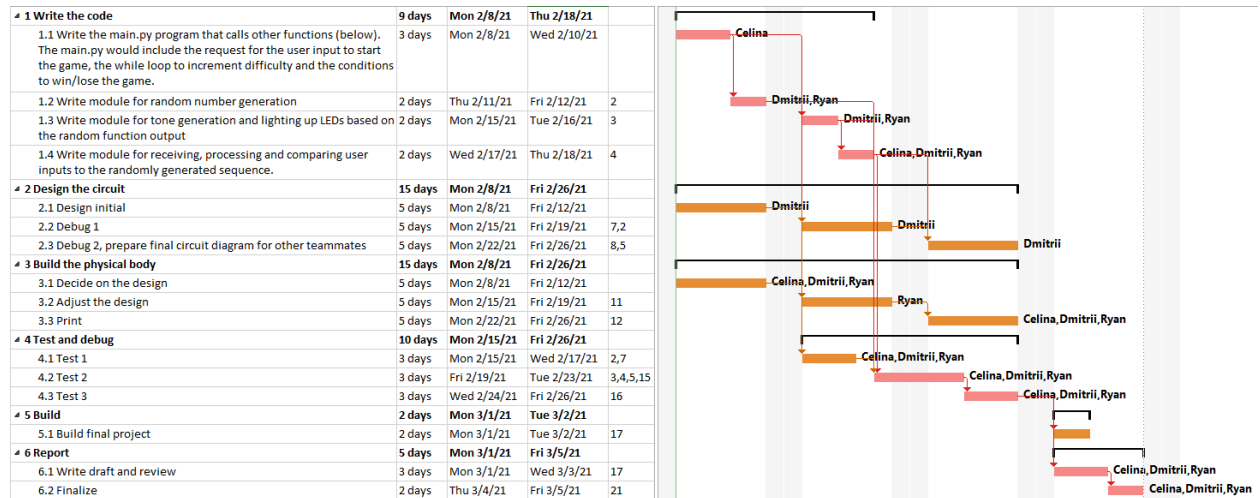 1 Write the code 9 days Mon 2/8/21 Thu 2/18/21
1.1 Write the main.py program that calls other functions (below). 3 days Mon 2/8/21 Wed 2/10/21 Celina
The main.py would include the request for the user input to start
the game, the while loop to increment difficulty and the conditions
to win/lose the game.
1.2 Write module for random number generation 2 days Thu 2/11/21 Fri 2/12/21 2 Dmitrii,Ryan
1.3 Write module for tone generation and lighting up LEDs based on 2 days Mon 2/15/21 Tue 2/16/21 3 Dmitrii,Ryan
the random function output
1.4 Write module for receiving, processing and comparing user 2 days Wed 2/17/21 Thu 2/18/21 4 Celina,Dmitrii,Ryan
inputs to the randomly generated sequence.
2 Design the circuit 15 days Mon 2/8/21 Fri 2/26/21
2.1 Design initial 5 days Mon 2/8/21 Fri 2/12/21 Dmitrii
2.2 Debug 1 5 days Mon 2/15/21 Fri 2/19/21 7,2 Dmitrii
2.3 Debug 2, prepare final circuit diagram for other teammates 5 days Mon 2/22/21 Fri 2/26/21 8,5 Dmitrii
3 Build the physical body 15 days Mon 2/8/21 Fri 2/26/21
3.1 Decide on the design 5 days Mon 2/8/21 Fri 2/12/21 Celina,Dmitrii,Ryan
3.2 Adjust the design 5 days Mon 2/15/21 Fri 2/19/21 11 Ryan
3.3 Print 5 days Mon 2/22/21 Fri 2/26/21 12 Celina,Dmitrii,Ryan
4 Test and debug 10 days Mon 2/15/21 Fri 2/26/21
4.1 Test 1 3 days Mon 2/15/21 Wed 2/17/21 2,7 Celina,Dmitrii,Ryan
4.2 Test 2 3 days Fri 2/19/21 Tue 2/23/21 3,4,5,15 Celina,Dmitrii,Ryan
4.3 Test 3 3 days Wed 2/24/21 Fri 2/26/21 16 Celina,Dmitrii,Ryan
5 Build 2 days Mon 3/1/21 Tue 3/2/21
5.1 Build final project 2 days Mon 3/1/21 Tue 3/2/21 17
6 Report 5 days Mon 3/1/21 Fri 3/5/21
6.1 Write draft and review 3 days Mon 3/1/21 Wed 3/3/21 17 Celina,Dmitrii,Ryan
6.2 Finalize 2 days Thu 3/4/21 Fri 3/5/21 21 Celina,Dmitrii,Ryan